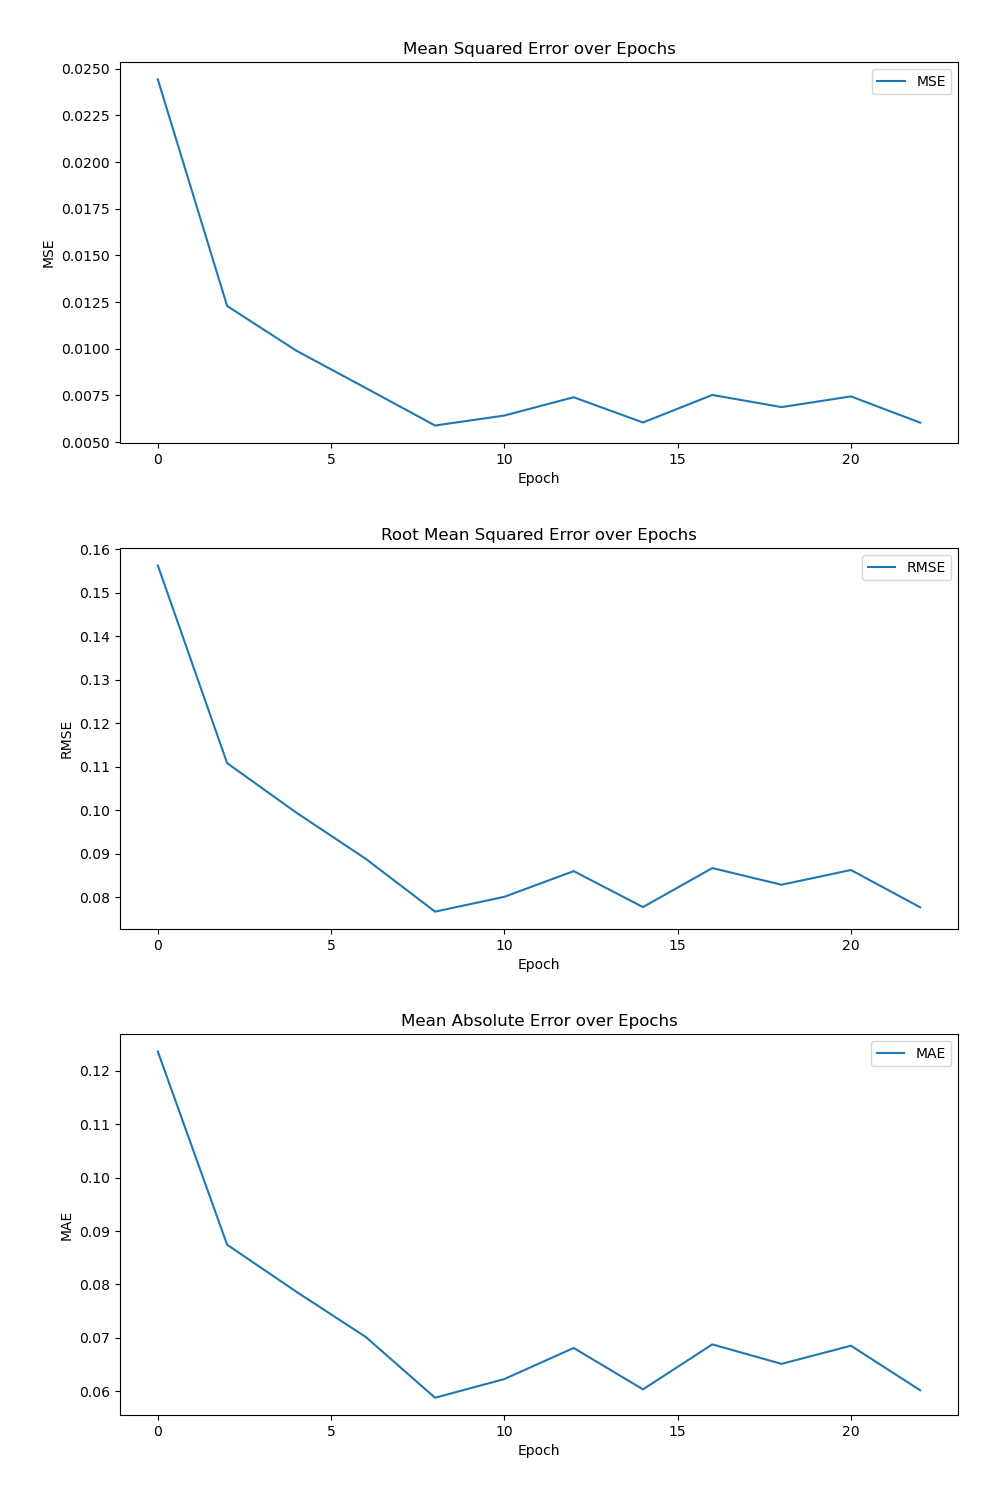 Mean Squared Error over Epochs
MSE
0.0250
0.0225
0.0200
0.0175
0.0150
0.0125
0.0100
0.0075
0.0050
MSE
0 5 10 15 20
Epoch
Root Mean Squared Error over Epochs
RMSE
0.16
0.15
0.14
0.13
0.12
0.11
0.10
0.09
0.08
RMSE
0 5 10 15 20
Epoch
Mean Absolute Error over Epochs
MAE
0.12
0.11
0.10
0.09
0.08
0.07
0.06
MAE
0 5 10 15 20
Epoch